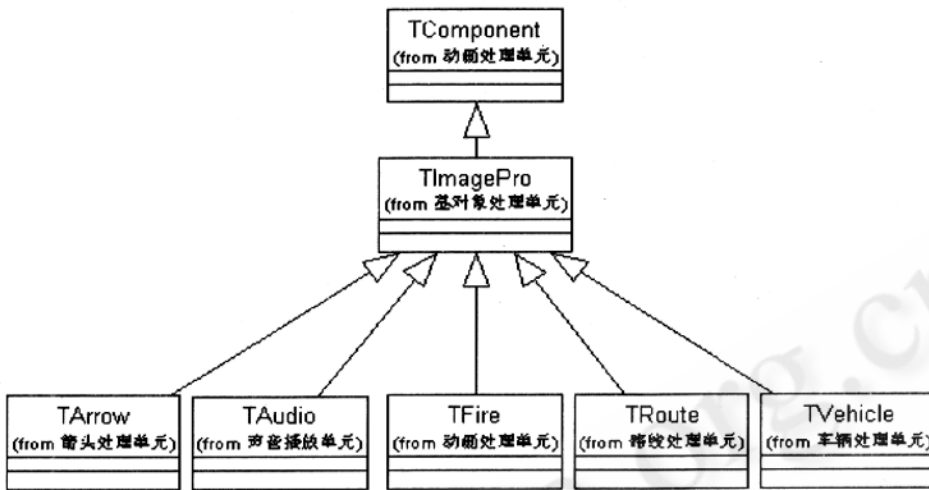 TComponent
(from 动画处理单元)
TImagePro
(from 基对象处理单元)
TArrow
(from 箭头处理单元)
TAudio
(from 声音播放单元)
TFire
(from 动画处理单元)
TRoute
(from 路线处理单元)
TVehicle
(from 车辆处理单元)
org.cn